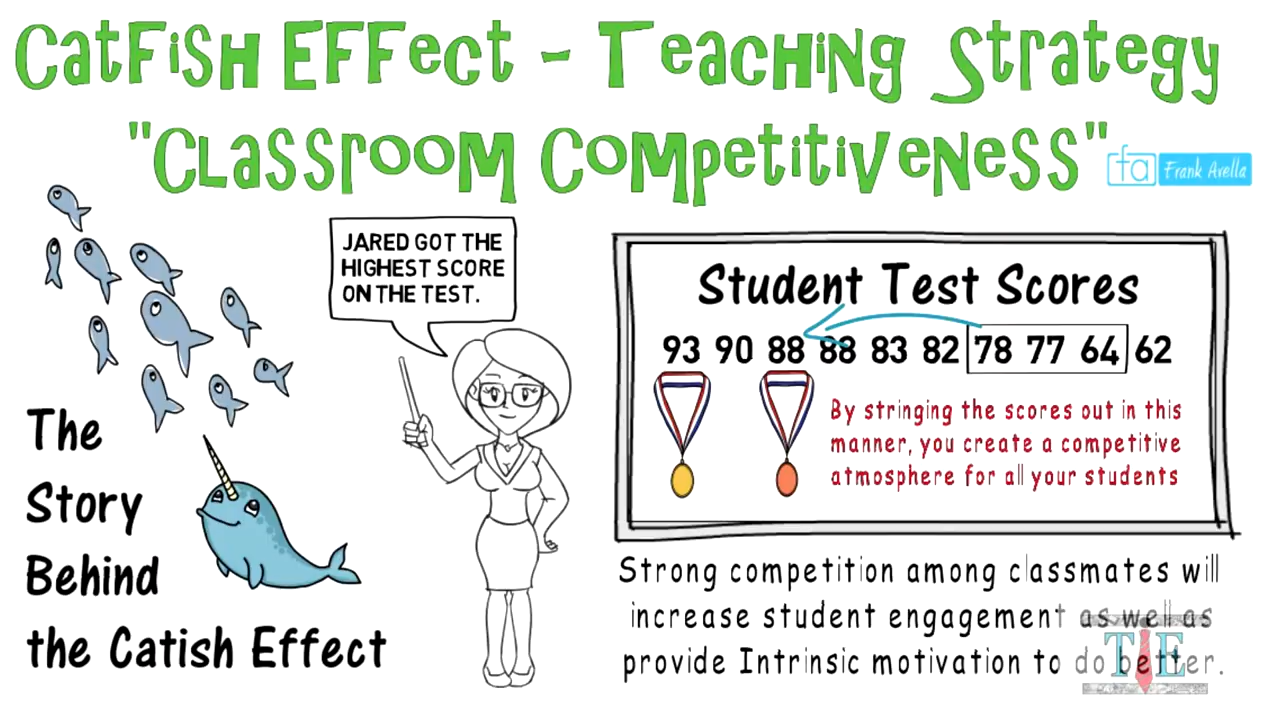 CatFish Effect - Teaching Strategy
"Classroom Competitiveness"
fa Frank Avella
JARED GOT THE
HIGHEST SCORE
ON THE TEST.
Student Test Scores
93 90 88 88 83 82 78 77 64 62
By stringing the scores out in this
manner, you create a competitive
atmosphere for all your students
The
Story
Behind
the Catish Effect
Strong competition among classmates will
increase student engagement as well as
provide Intrinsic motivation to do better.
TIE